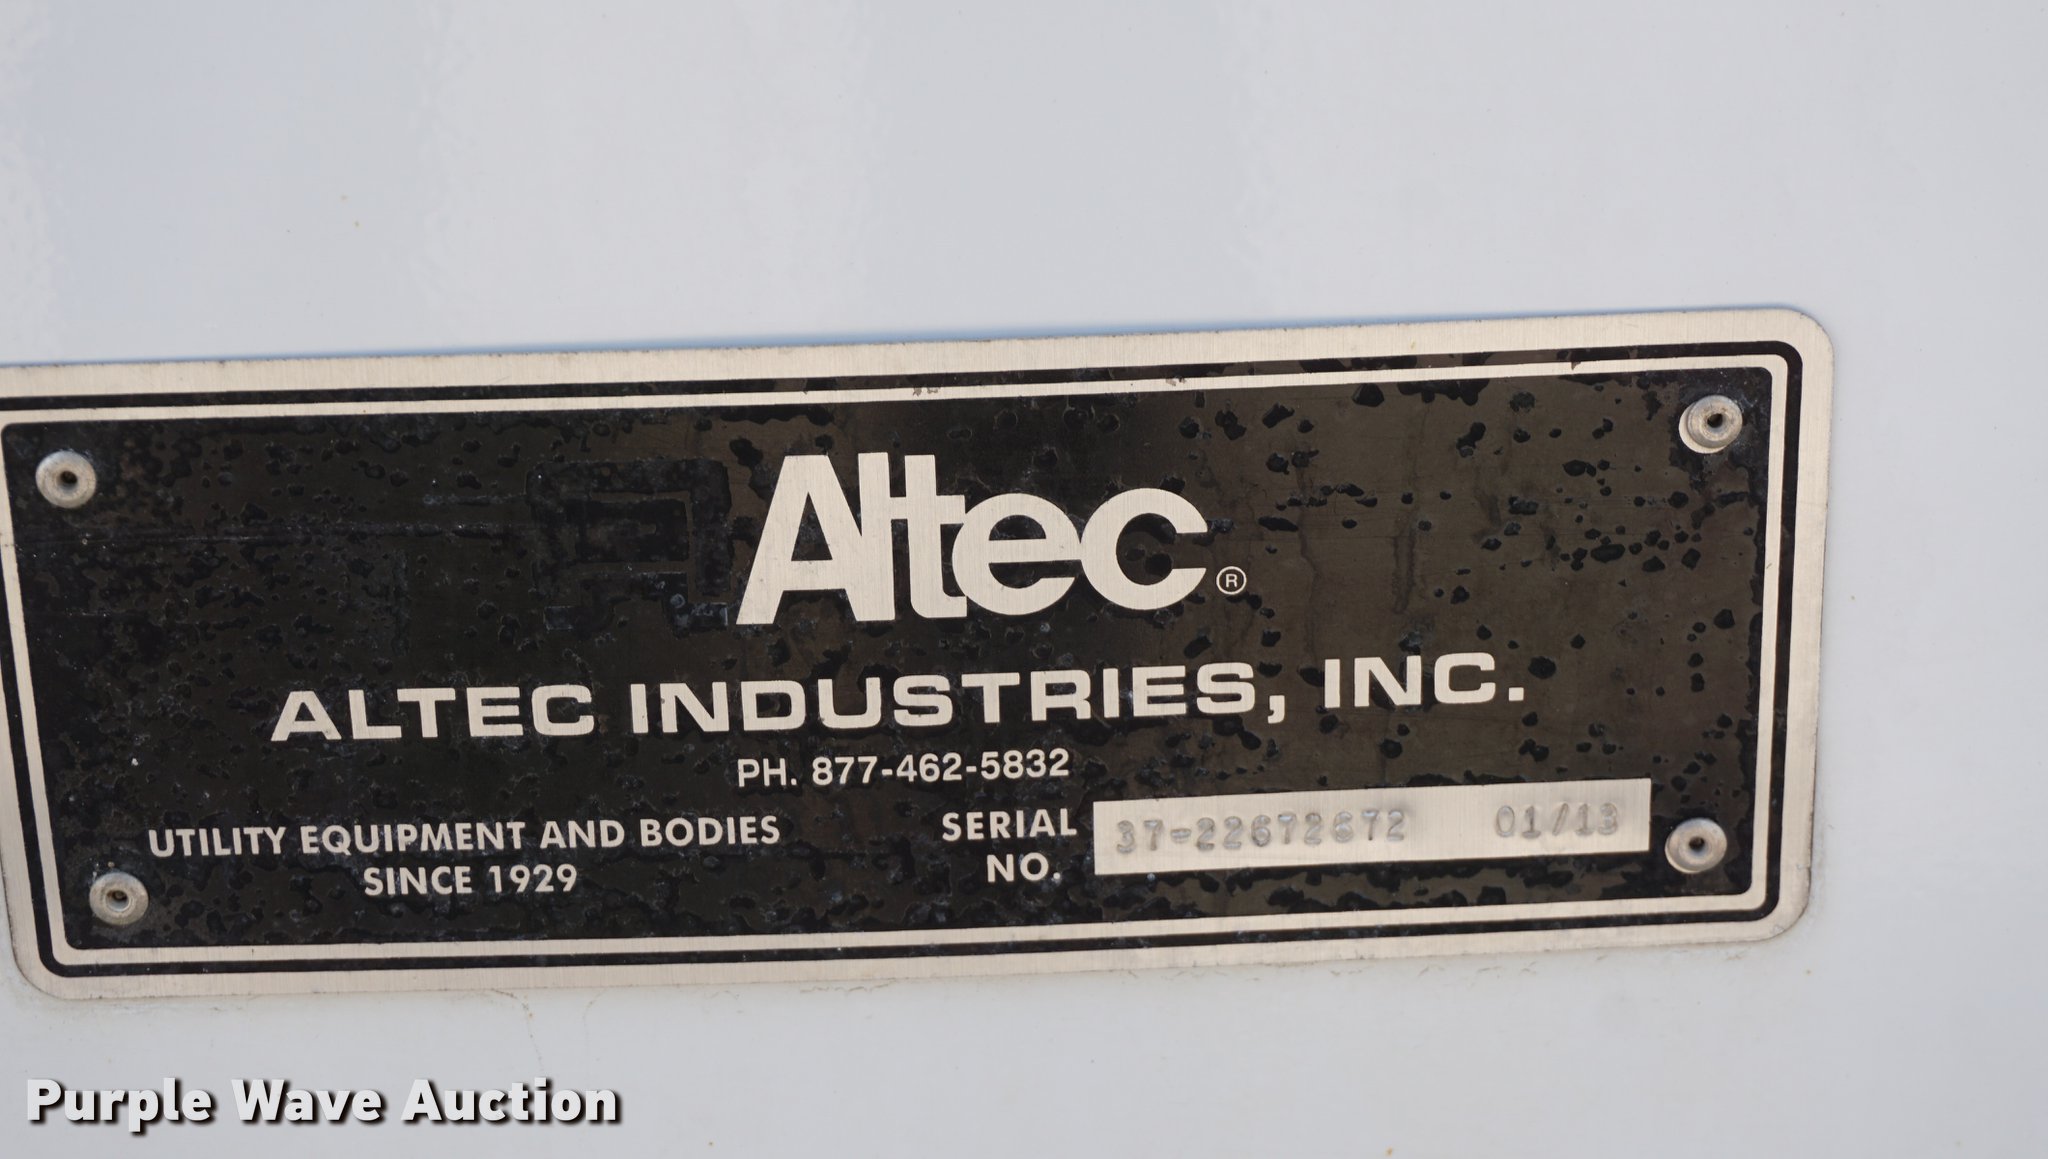 Altec®
ALTEC INDUSTRIES, INC.
PH. 877-462-5832
UTILITY EQUIPMENT AND BODIES
SINCE 1929
SERIAL
NO.
37-22672672 01/13
Purple Wave Auction